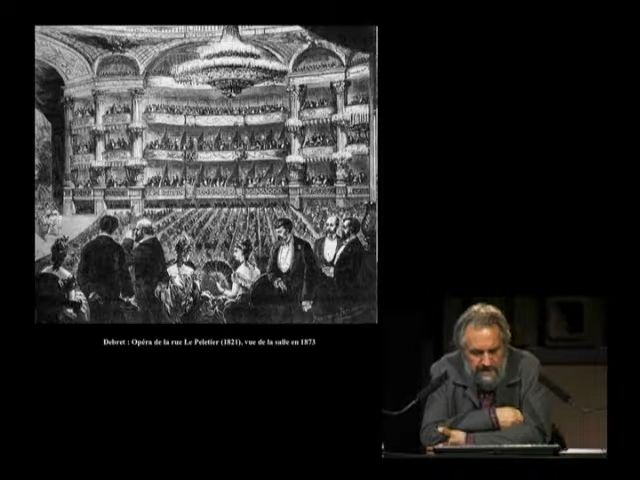 Debret : Opéra de la rue Le Peletier (1821), vue de la salle en 1873